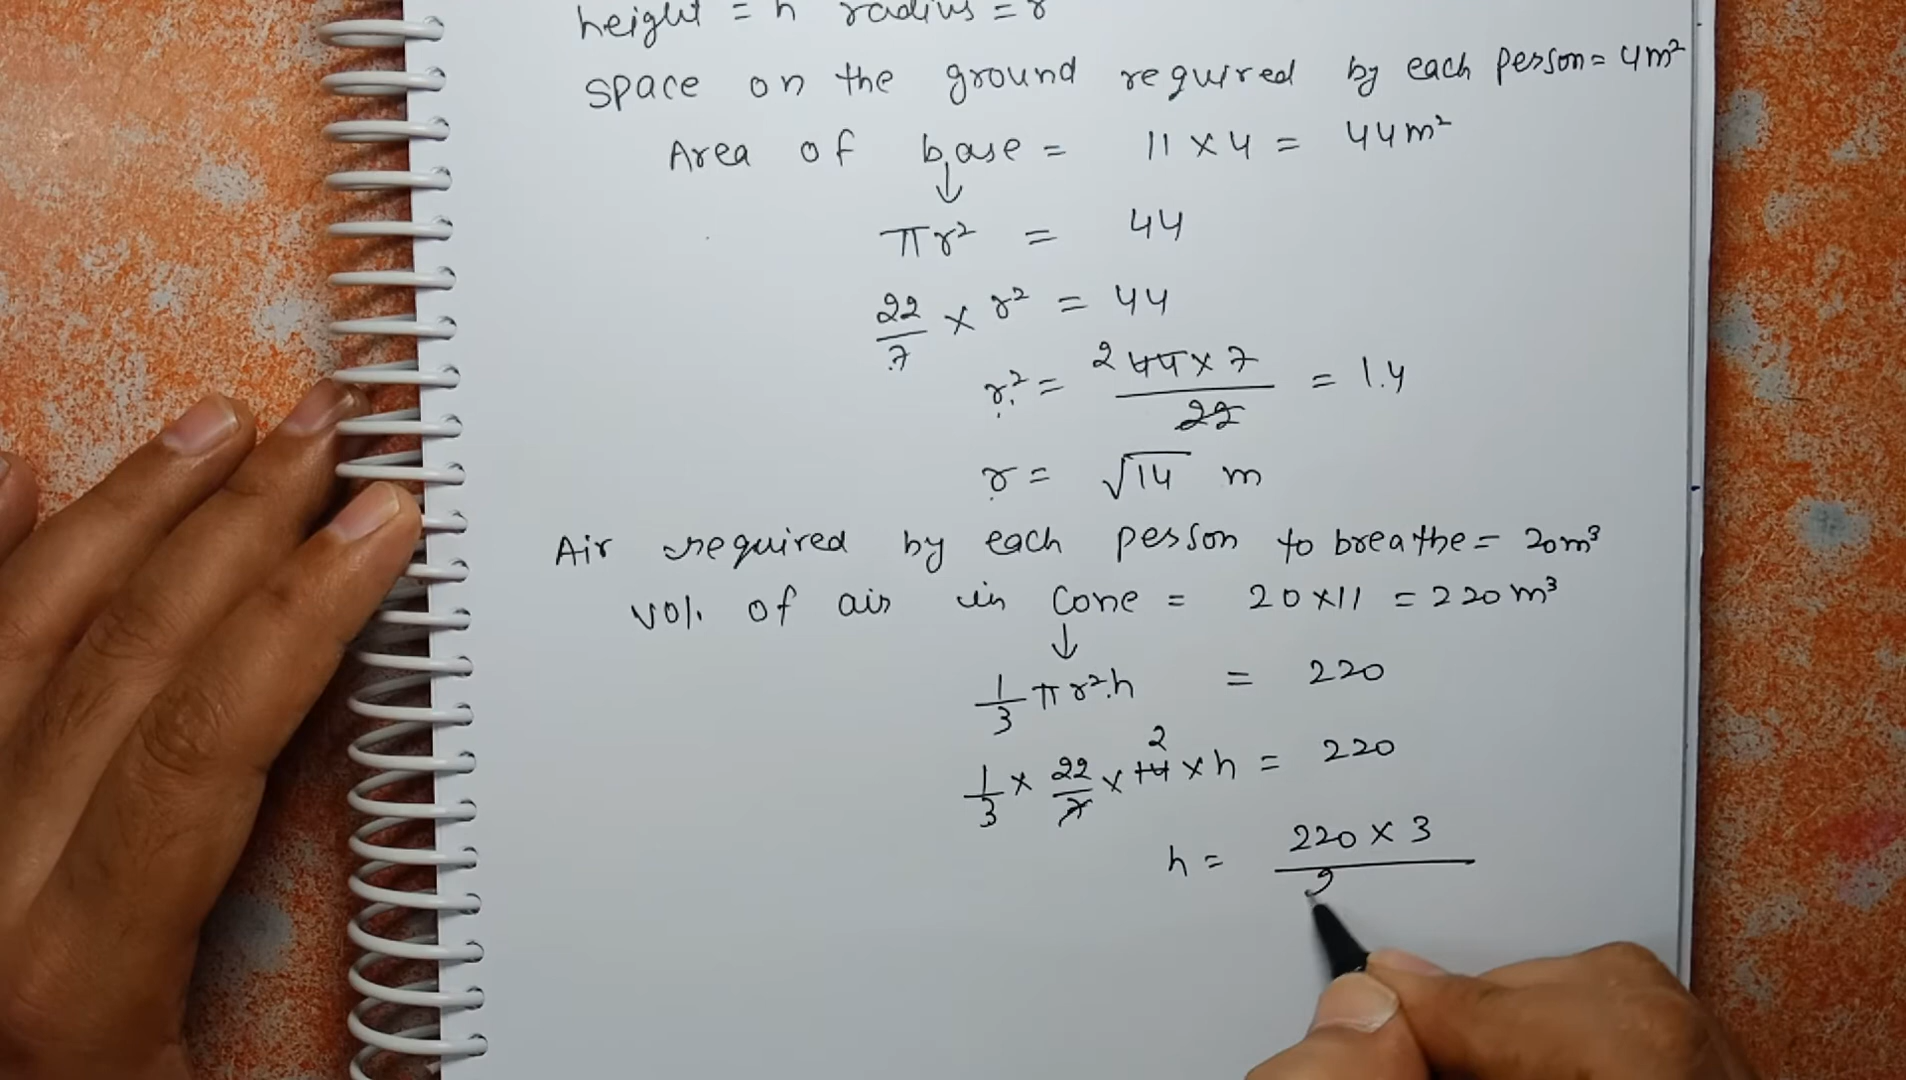 height = h radius = r
space on the ground required by each person = 4m²
Area of base = 11 × 4 = 44m²
↓
πr² = 44
22/7 × r² = 44
r² = 2 44 × 7 / 22 = 1.4
r = √14 m
Air required by each person to breathe = 20m³
Vol. of air in cone = 20 × 11 = 220m³
↓
1/3 πr².h = 220
1/3 × 22/7 × 14 2 × h = 220
h = 220 × 3 / 2